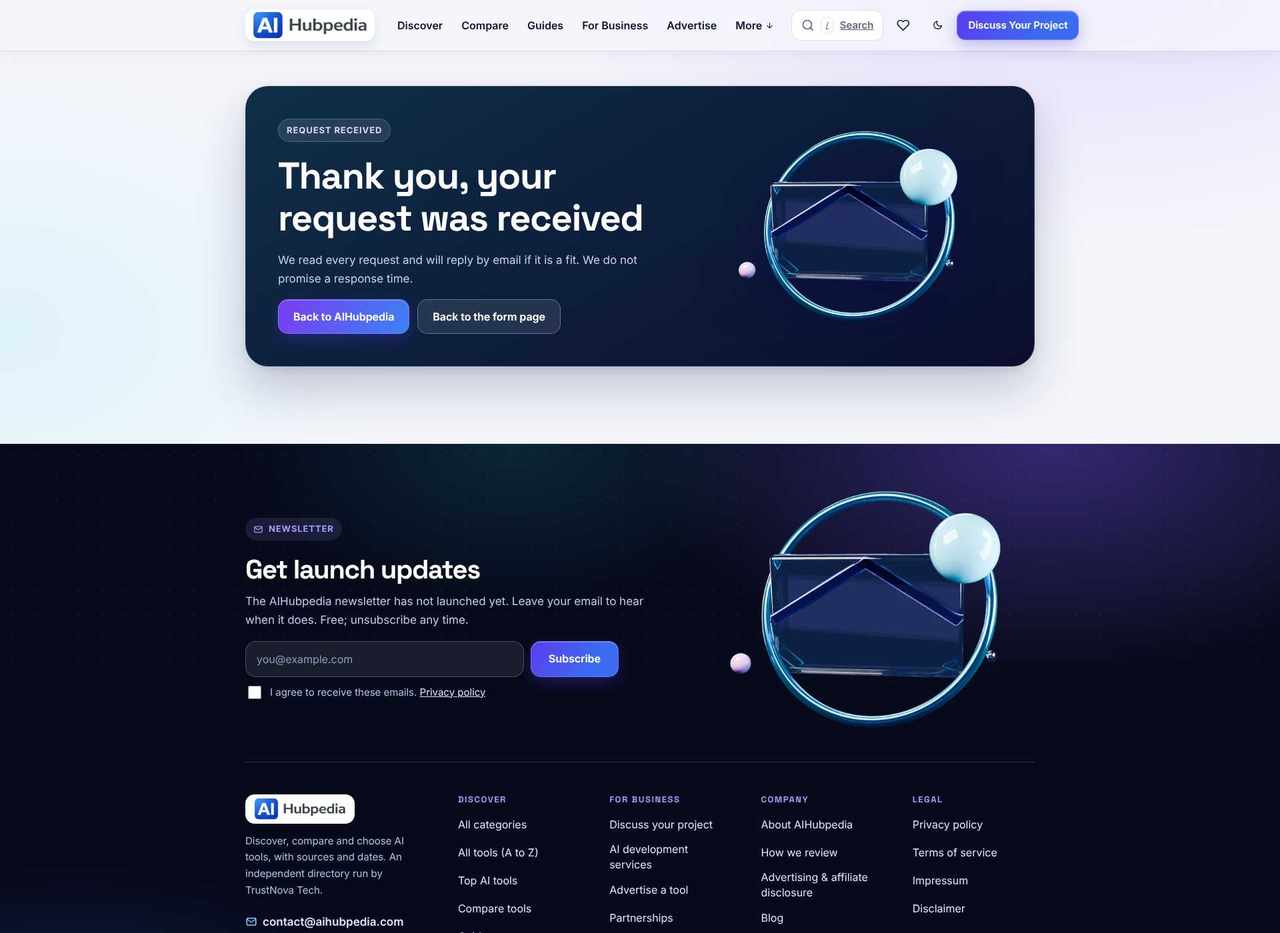 AI Hubpedia
Discover
Compare
Guides
For Business
Advertise
More ↓
/
Search
Discuss Your Project
REQUEST RECEIVED
Thank you, your
request was received
We read every request and will reply by email if it is a fit. We do not
promise a response time.
Back to AIHubpedia
Back to the form page
NEWSLETTER
Get launch updates
The AIHubpedia newsletter has not launched yet. Leave your email to hear
when it does. Free; unsubscribe any time.
you@example.com
Subscribe
I agree to receive these emails. Privacy policy
AI Hubpedia
Discover, compare and choose AI
tools, with sources and dates. An
independent directory run by
TrustNova Tech.
contact@aihubpedia.com
DISCOVER
All categories
All tools (A to Z)
Top AI tools
Compare tools
FOR BUSINESS
Discuss your project
AI development
services
Advertise a tool
Partnerships
COMPANY
About AIHubpedia
How we review
Advertising & affiliate
disclosure
Blog
LEGAL
Privacy policy
Terms of service
Impressum
Disclaimer